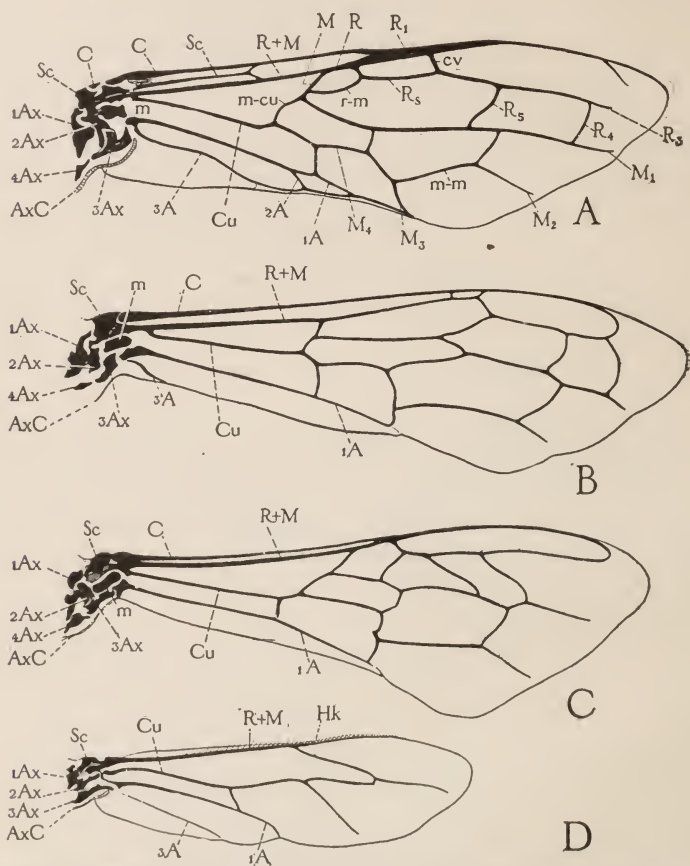 C C Sc R+M M R R₁
Sc cv
1Ax m m-cu r-m Rs R₅ R₄ R₃
2Ax
4Ax M₁
m-m
AxC 3Ax 3A Cu 2A 1A M₄ M₃ M₂ A
Sc m C R+M
1Ax
2Ax
4Ax
AxC 3Ax 3A Cu 1A
B
Sc C R+M
1Ax
2Ax m
4Ax 3Ax
AxC Cu 1A
C
Sc Cu R+M Hk
1Ax
2Ax
3Ax
AxC 3A 1A D